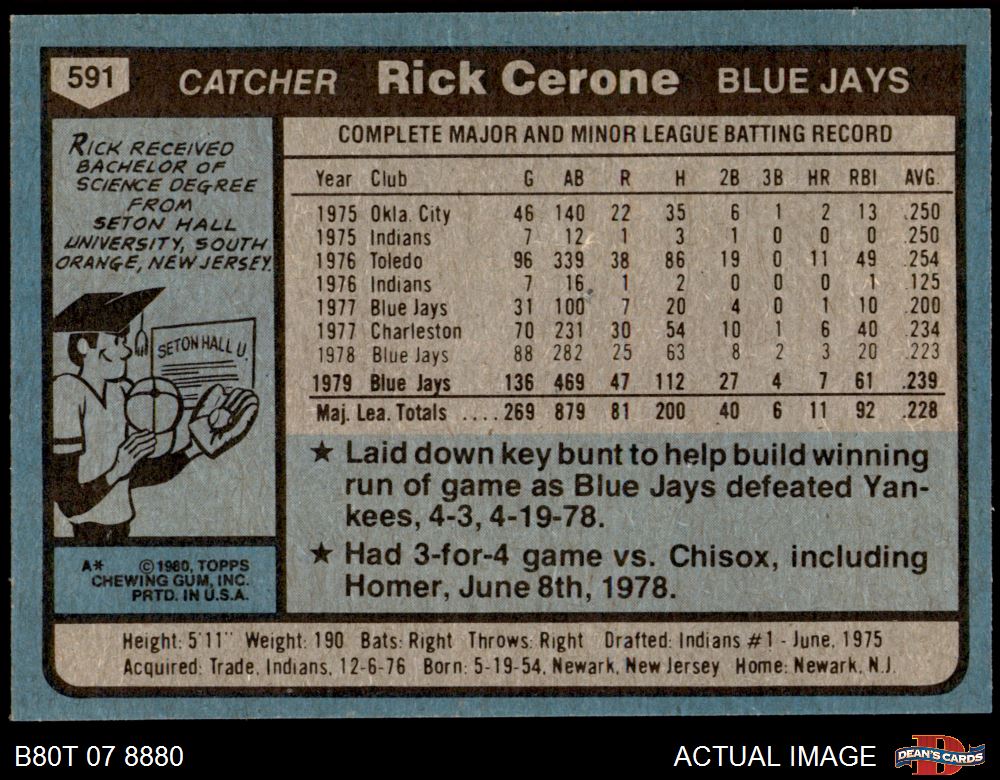 591 CATCHER Rick Cerone BLUE JAYS
RICK RECEIVED
BACHELOR OF
SCIENCE DEGREE
FROM
SETON HALL
UNIVERSITY, SOUTH
ORANGE, NEW JERSEY.
SETON HALL U.
A* ©1980, TOPPS
CHEWING GUM, INC.
PRTD. IN U.S.A.
COMPLETE MAJOR AND MINOR LEAGUE BATTING RECORD
Year Club G AB R H 2B 3B HR RBI AVG.
1975 Okla. City 46 140 22 35 6 1 2 13 .250
1975 Indians 7 12 1 3 1 0 0 0 .250
1976 Toledo 96 339 38 86 19 0 11 49 .254
1976 Indians 7 16 1 2 0 0 0 1 .125
1977 Blue Jays 31 100 7 20 4 0 1 10 .200
1977 Charleston 70 231 30 54 10 1 6 40 .234
1978 Blue Jays 88 282 25 63 8 2 3 20 .223
1979 Blue Jays 136 469 47 112 27 4 7 61 .239
Maj. Lea. Totals ....269 879 81 200 40 6 11 92 .228
★ Laid down key bunt to help build winning
run of game as Blue Jays defeated Yan-
kees, 4-3, 4-19-78.
★ Had 3-for-4 game vs. Chisox, including
Homer, June 8th, 1978.
Height: 5'11" Weight: 190 Bats: Right Throws: Right Drafted: Indians #1 - June, 1975
Acquired: Trade, Indians, 12-6-76 Born: 5-19-54, Newark, New Jersey Home: Newark, N.J.
B80T 07 8880 ACTUAL IMAGE D DEAN'S CARDS